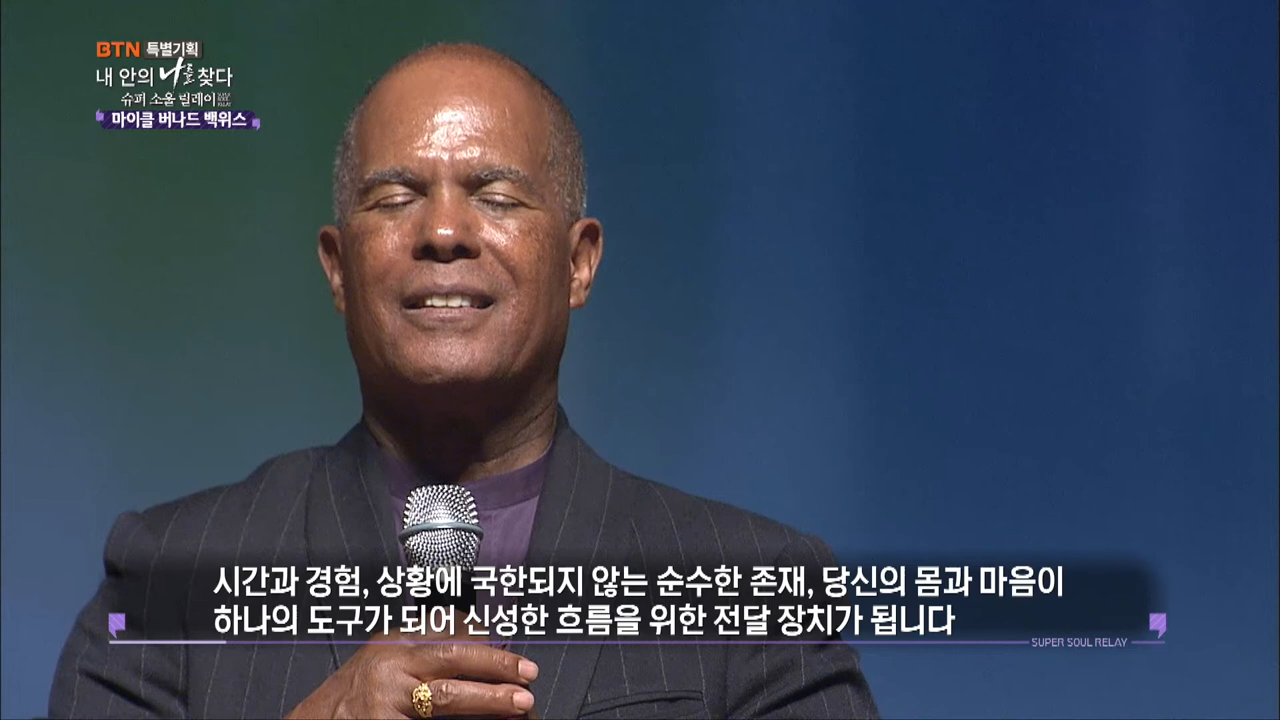 BTN 특별기획
내 안의 나를 찾다
슈퍼 소울 릴레이 SUPER SOUL RELAY
마이클 버나드 백위스
시간과 경험, 상황에 국한되지 않는 순수한 존재, 당신의 몸과 마음이
하나의 도구가 되어 신성한 흐름을 위한 전달 장치가 됩니다
SUPER SOUL RELAY